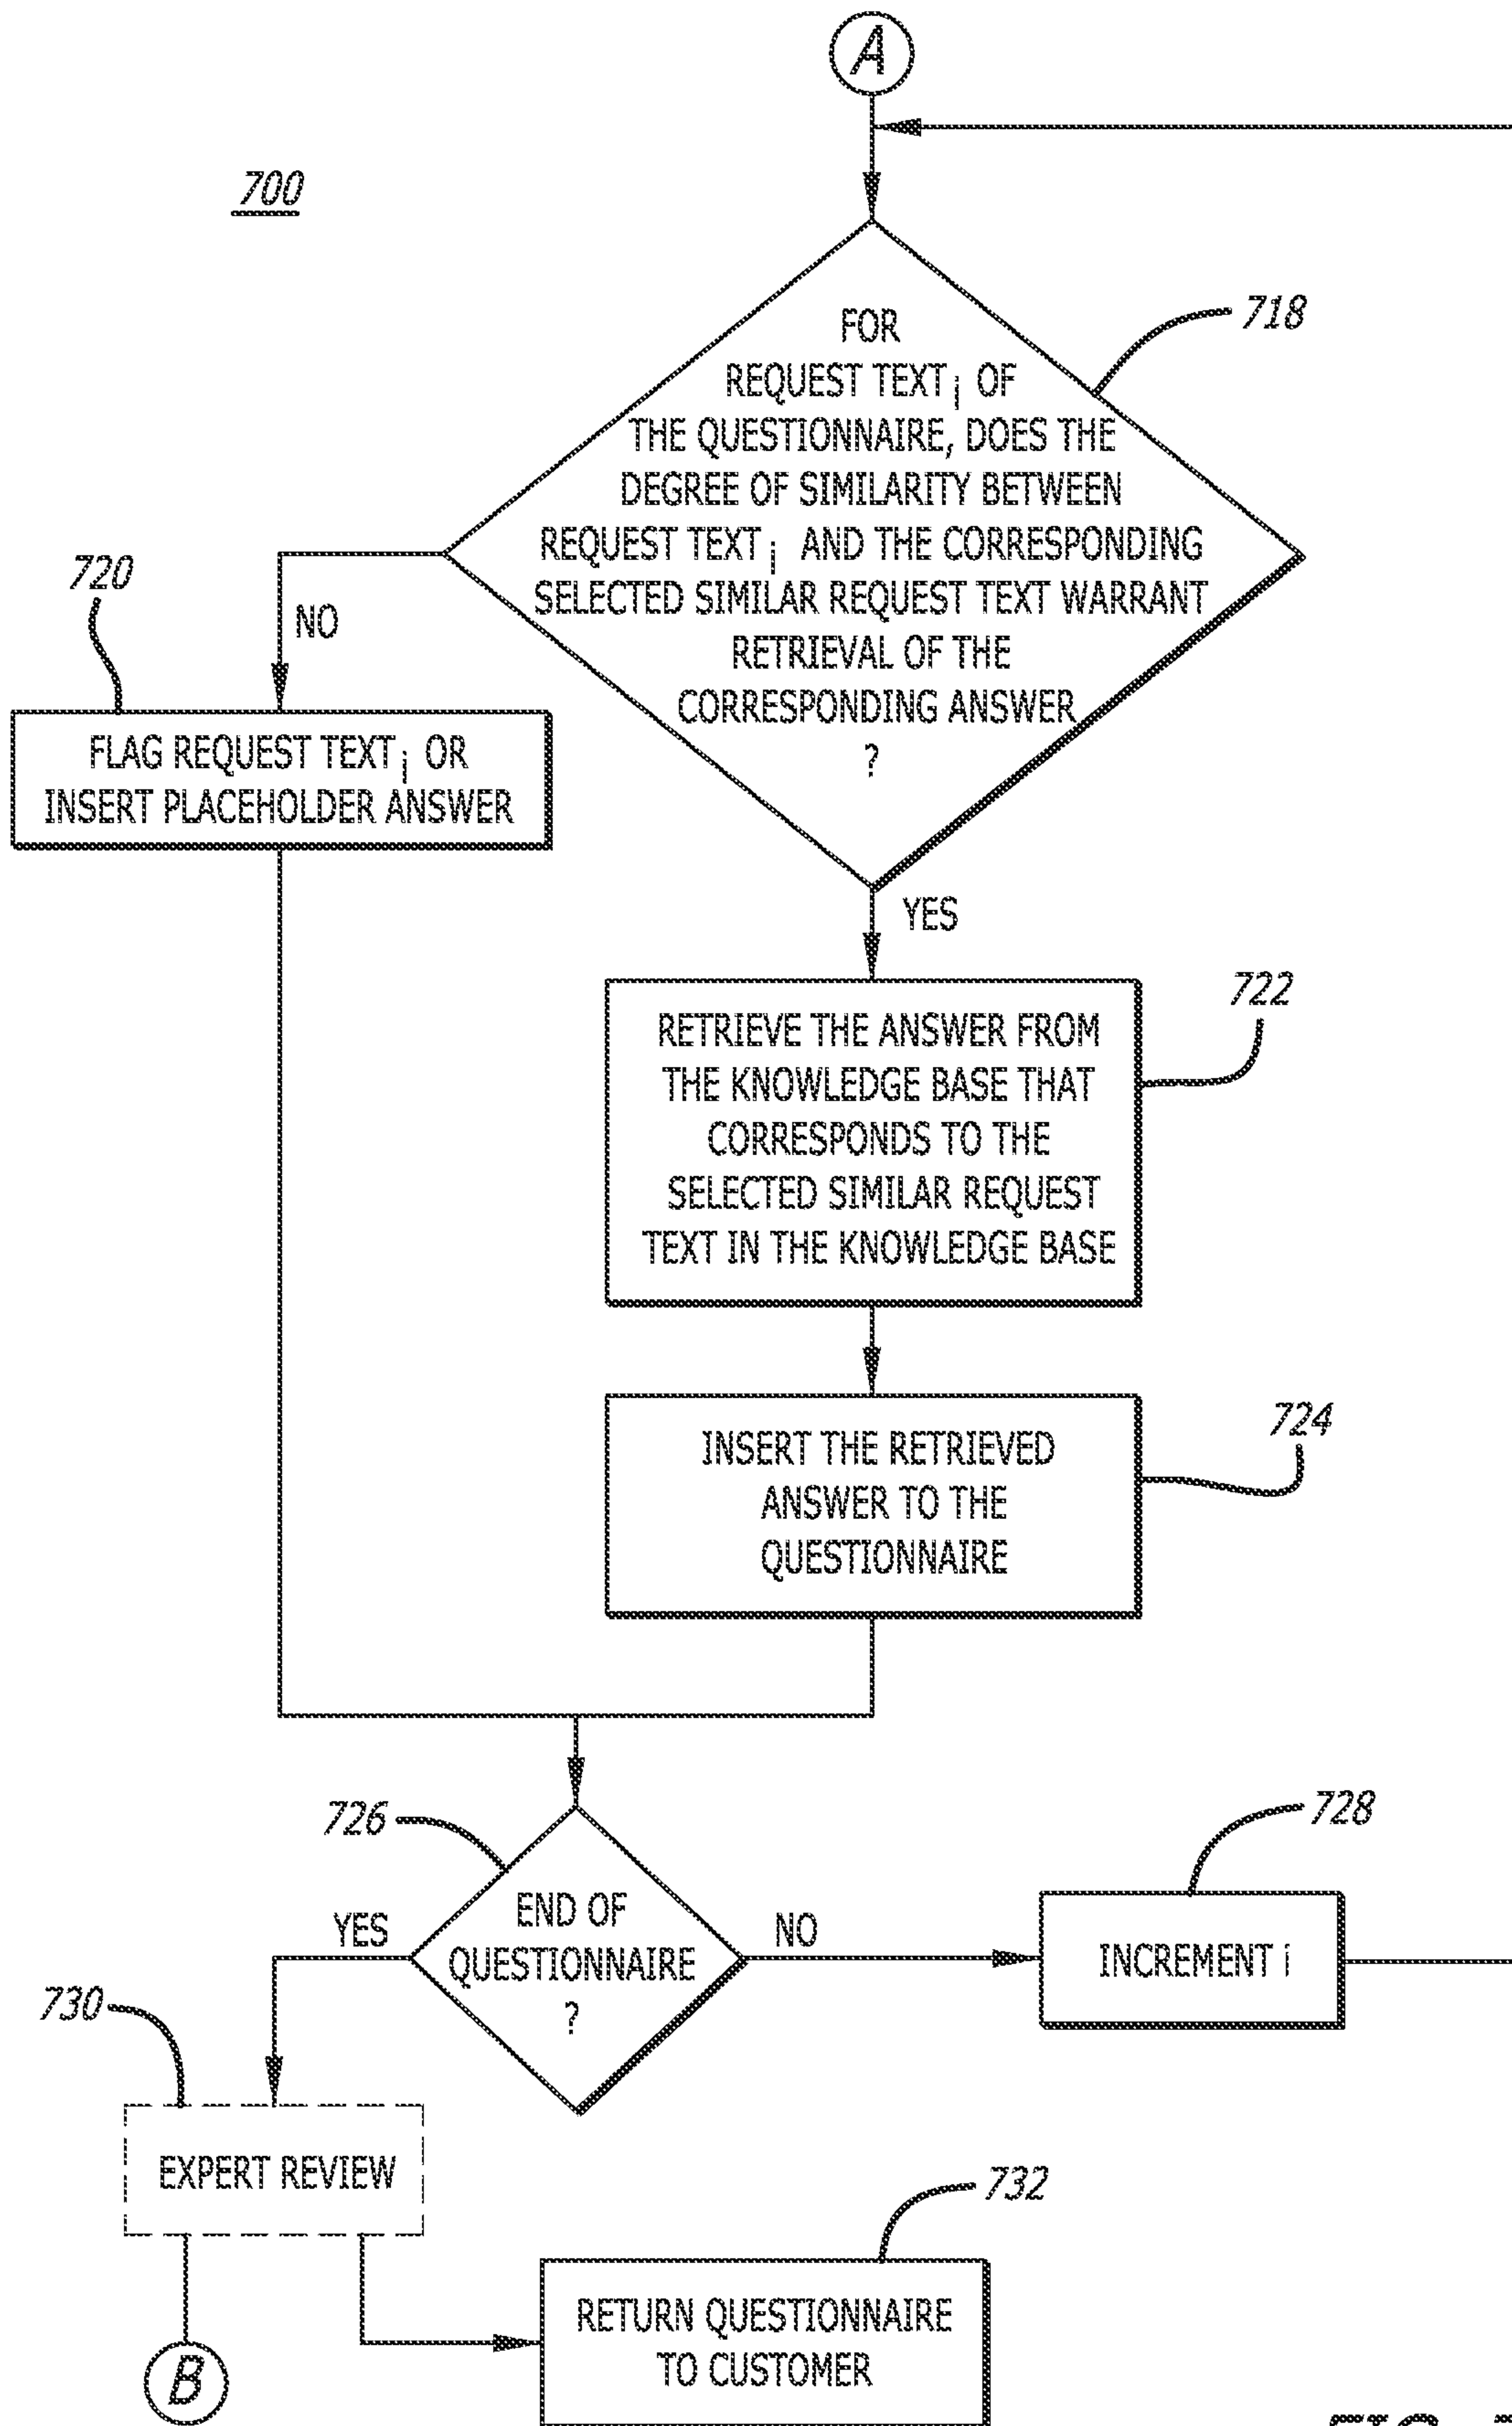 A
700
718
FOR
REQUEST TEXT i OF
THE QUESTIONNAIRE, DOES THE
DEGREE OF SIMILARITY BETWEEN
REQUEST TEXT i AND THE CORRESPONDING
SELECTED SIMILAR REQUEST TEXT WARRANT
RETRIEVAL OF THE
CORRESPONDING ANSWER
?
720
NO
FLAG REQUEST TEXT i OR
INSERT PLACEHOLDER ANSWER
YES
722
RETRIEVE THE ANSWER FROM
THE KNOWLEDGE BASE THAT
CORRESPONDS TO THE
SELECTED SIMILAR REQUEST
TEXT IN THE KNOWLEDGE BASE
724
INSERT THE RETRIEVED
ANSWER TO THE
QUESTIONNAIRE
726
728
YES
END OF
QUESTIONNAIRE
?
NO
INCREMENT i
730
EXPERT REVIEW
732
RETURN QUESTIONNAIRE
TO CUSTOMER
B